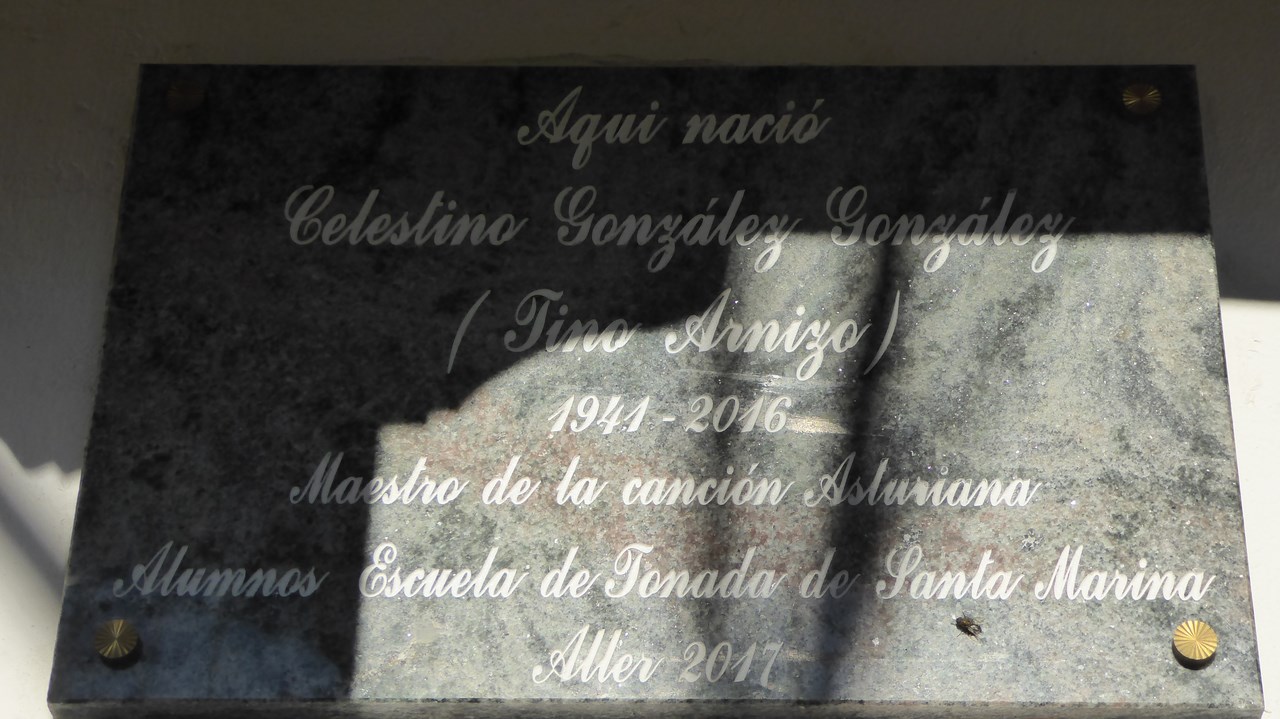 Aqui nació
Celestino González González
( Tino Arnizo )
1941 - 2016
Maestro de la canción Asturiana
Alumnos Escuela de Tonada de Santa Marina
Aller 2017